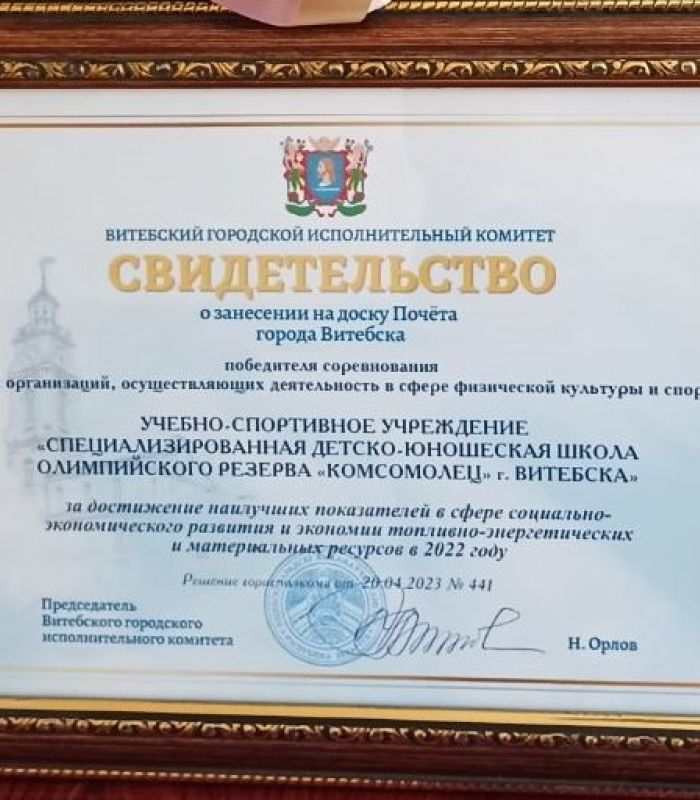 ВИТЕБСКИЙ ГОРОДСКОЙ ИСПОЛНИТЕЛЬНЫЙ КОМИТЕТ
СВИДЕТЕЛЬСТВО
о занесении на доску Почёта
города Витебска
победителя соревнования
организаций, осуществляющих деятельность в сфере физической культуры и спор
УЧЕБНО-СПОРТИВНОЕ УЧРЕЖДЕНИЕ
«СПЕЦИАЛИЗИРОВАННАЯ ДЕТСКО-ЮНОШЕСКАЯ ШКОЛА
ОЛИМПИЙСКОГО РЕЗЕРВА «КОМСОМОЛЕЦ» г. ВИТЕБСКА»
за достижение наилучших показателей в сфере социально-
экономического развития и экономии топливно-энергетических
и материальных ресурсов в 2022 году
Решение горисполкома от 20.04.2023 № 441
Председатель
Витебского городского
исполнительного комитета
Н. Орлов